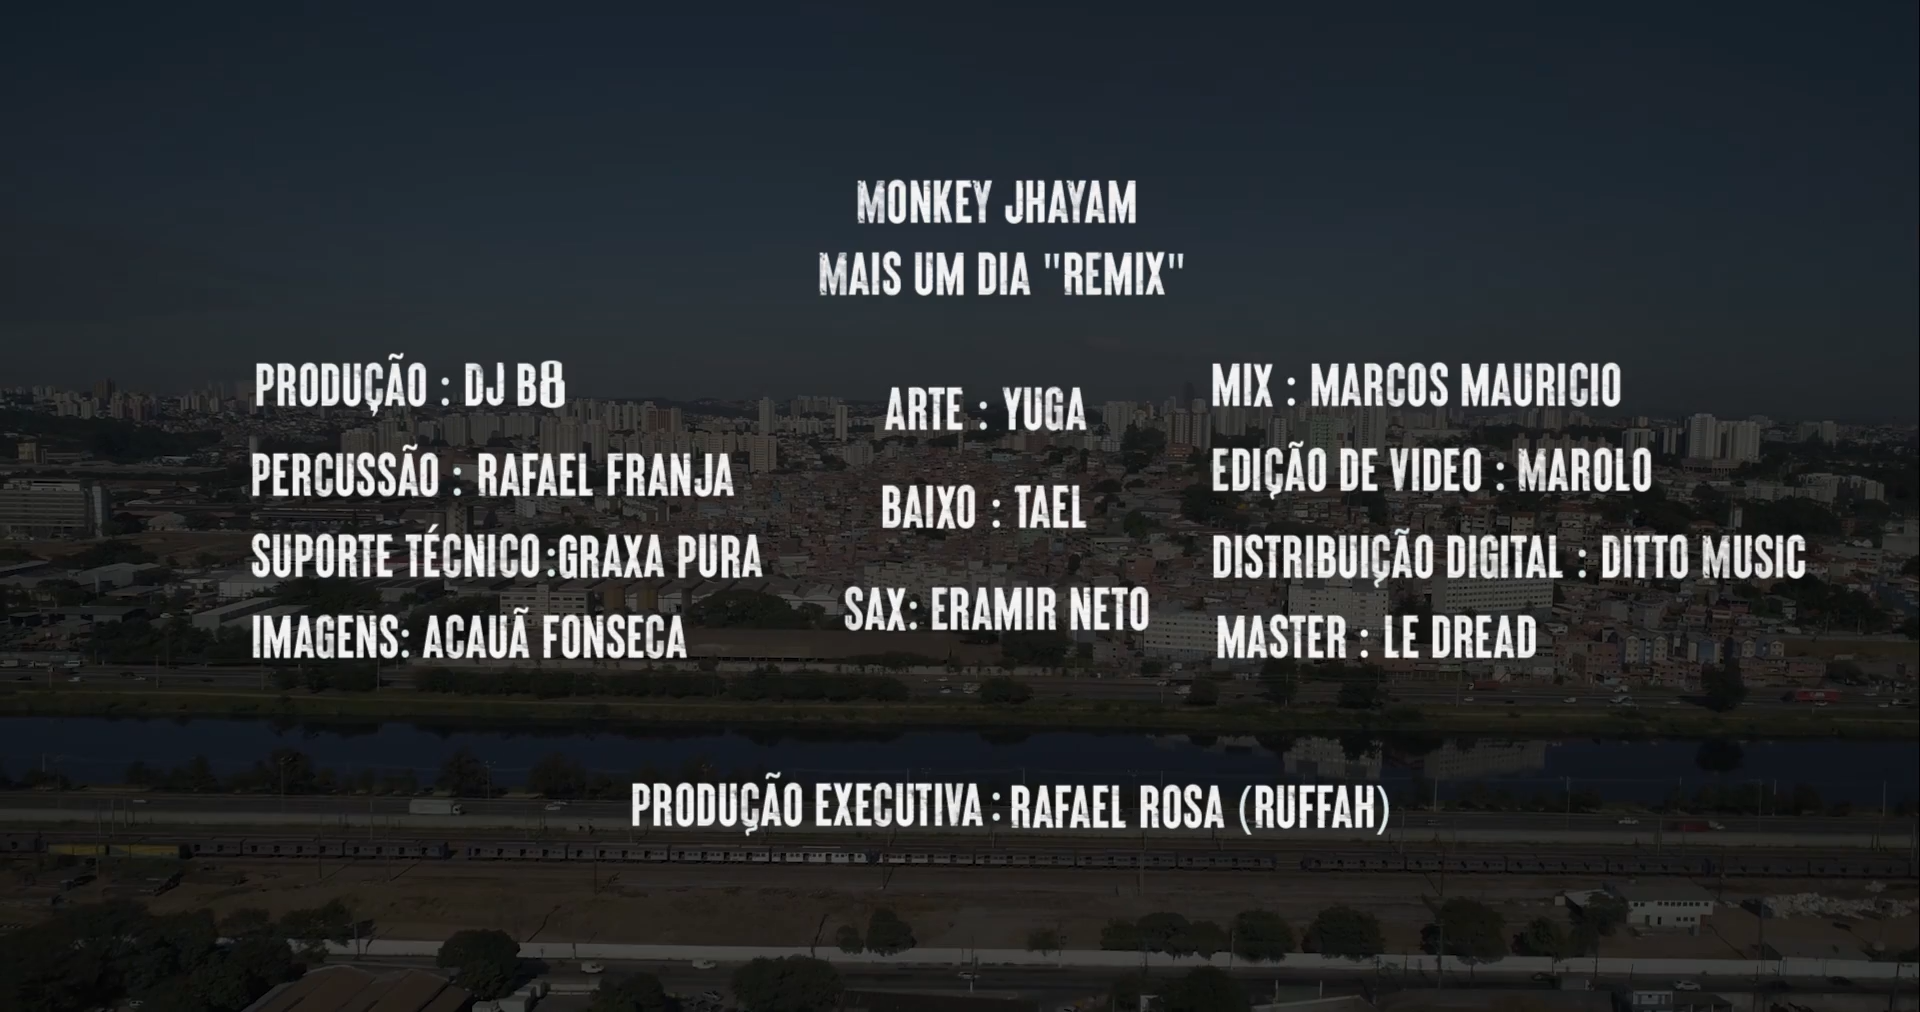 MONKEY JHAYAM
MAIS UM DIA "REMIX"
PRODUÇÃO : DJ B8
PERCUSSÃO : RAFAEL FRANJA
SUPORTE TÉCNICO :GRAXA PURA
IMAGENS: ACAUÃ FONSECA
ARTE : YUGA
BAIXO : TAEL
SAX: ERAMIR NETO
MIX : MARCOS MAURICIO
EDIÇÃO DE VIDEO : MAROLO
DISTRIBUIÇÃO DIGITAL : DITTO MUSIC
MASTER : LE DREAD
PRODUÇÃO EXECUTIVA : RAFAEL ROSA (RUFFAH)